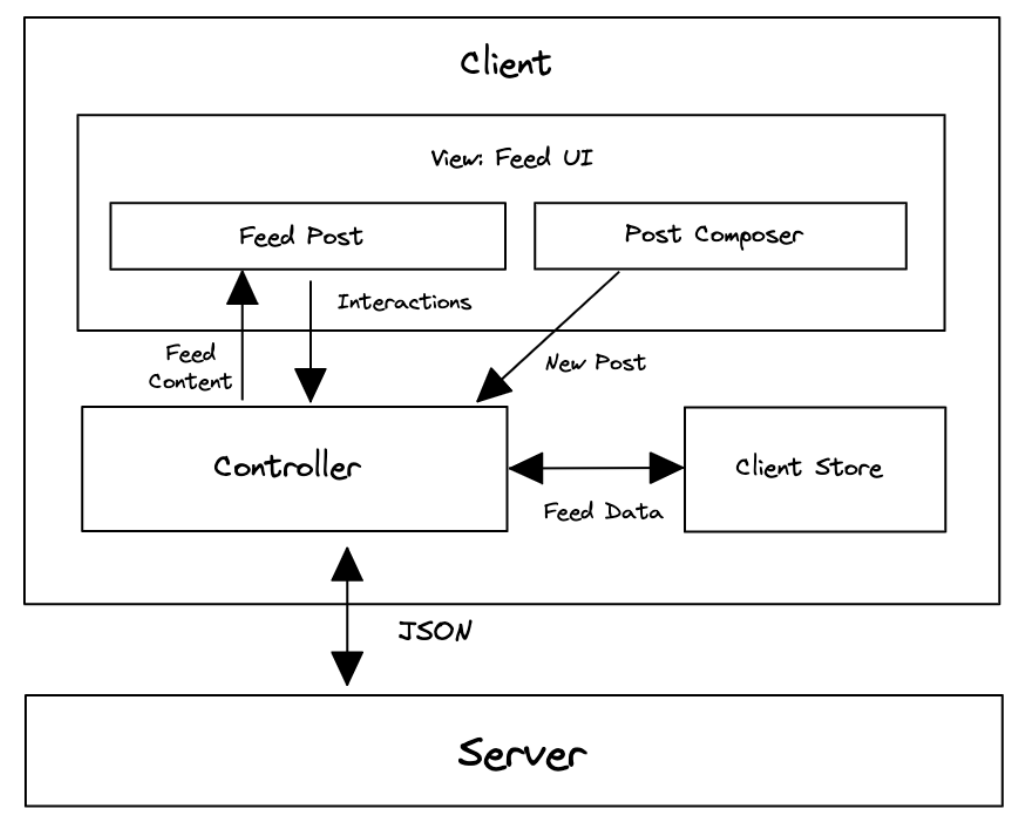 Client
View: Feed UI
Feed Post
Post Composer
Interactions
Feed
Content
New Post
Controller
Client Store
Feed Data
JSON
Server